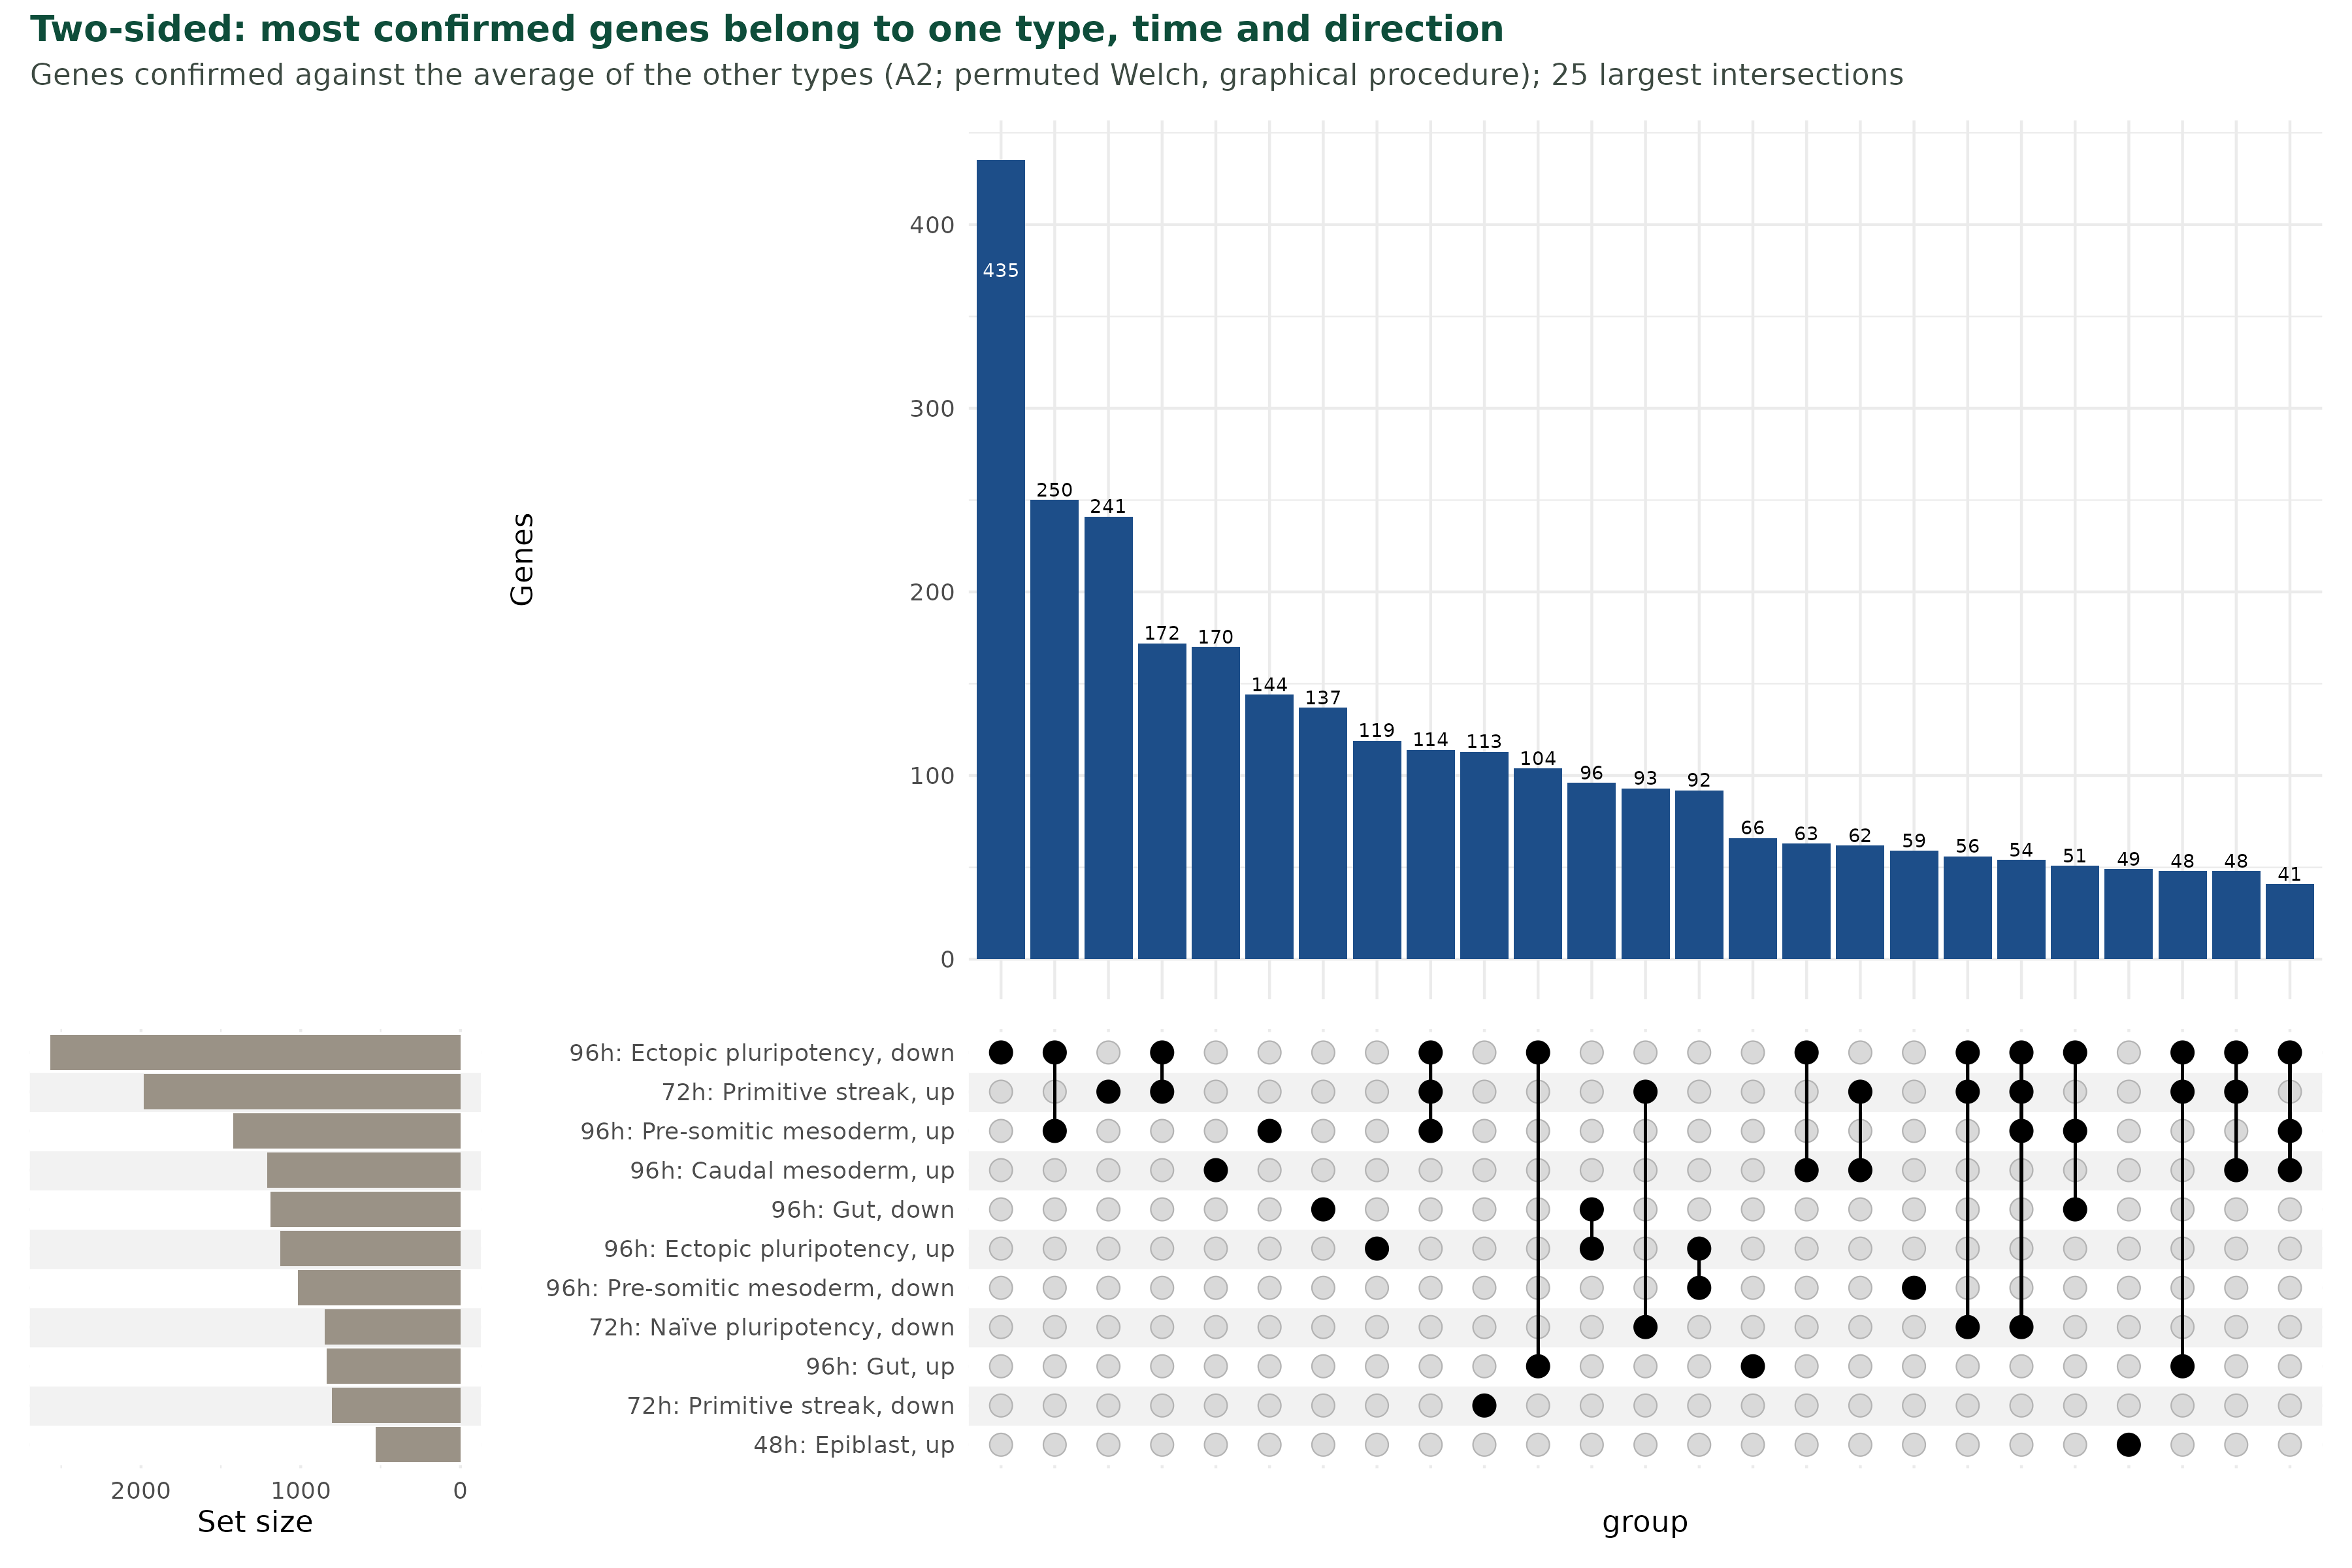 Two-sided: most confirmed genes belong to one type, time and direction
Genes confirmed against the average of the other types (A2; permuted Welch, graphical procedure); 25 largest intersections
Genes
400
300
200
100
0
435
250
241
172
170
144
137
119
114
113
104
96
93
92
66
63
62
59
56
54
51
49
48
48
41
96h: Ectopic pluripotency, down
72h: Primitive streak, up
96h: Pre-somitic mesoderm, up
96h: Caudal mesoderm, up
96h: Gut, down
96h: Ectopic pluripotency, up
96h: Pre-somitic mesoderm, down
72h: Naïve pluripotency, down
96h: Gut, up
72h: Primitive streak, down
48h: Epiblast, up
2000
1000
0
Set size
group